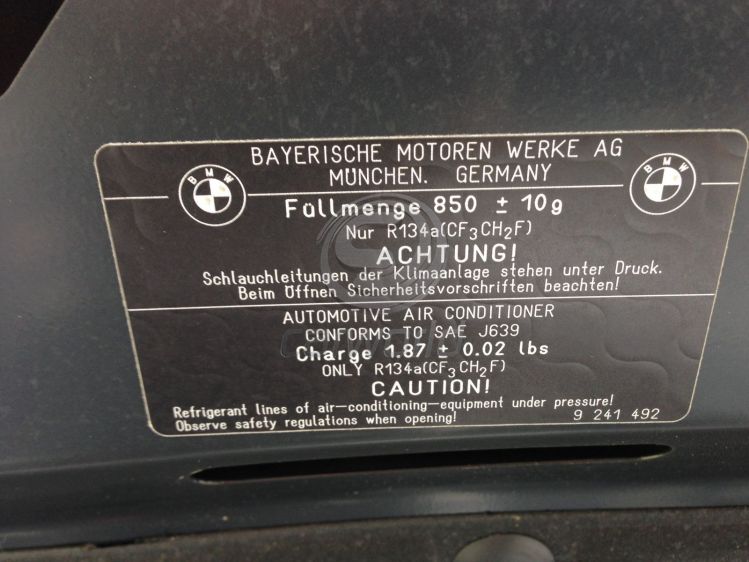 BAYERISCHE MOTOREN WERKE AG
MÜNCHEN. GERMANY
BMW
BMW
Füllmenge 850 ± 10g
Nur R134a(CF₃CH₂F)
ACHTUNG!
Schlauchleitungen der Klimaanlage stehen unter Druck.
Beim Öffnen Sicherheitsvorschriften beachten!
AUTOMOTIVE AIR CONDITIONER
CONFORMS TO SAE J639
Charge 1.87 ± 0.02 lbs
ONLY R134a(CF₃CH₂F)
CAUTION!
Refrigerant lines of air-conditioning-equipment under pressure!
Observe safety regulations when opening!
9 241 492